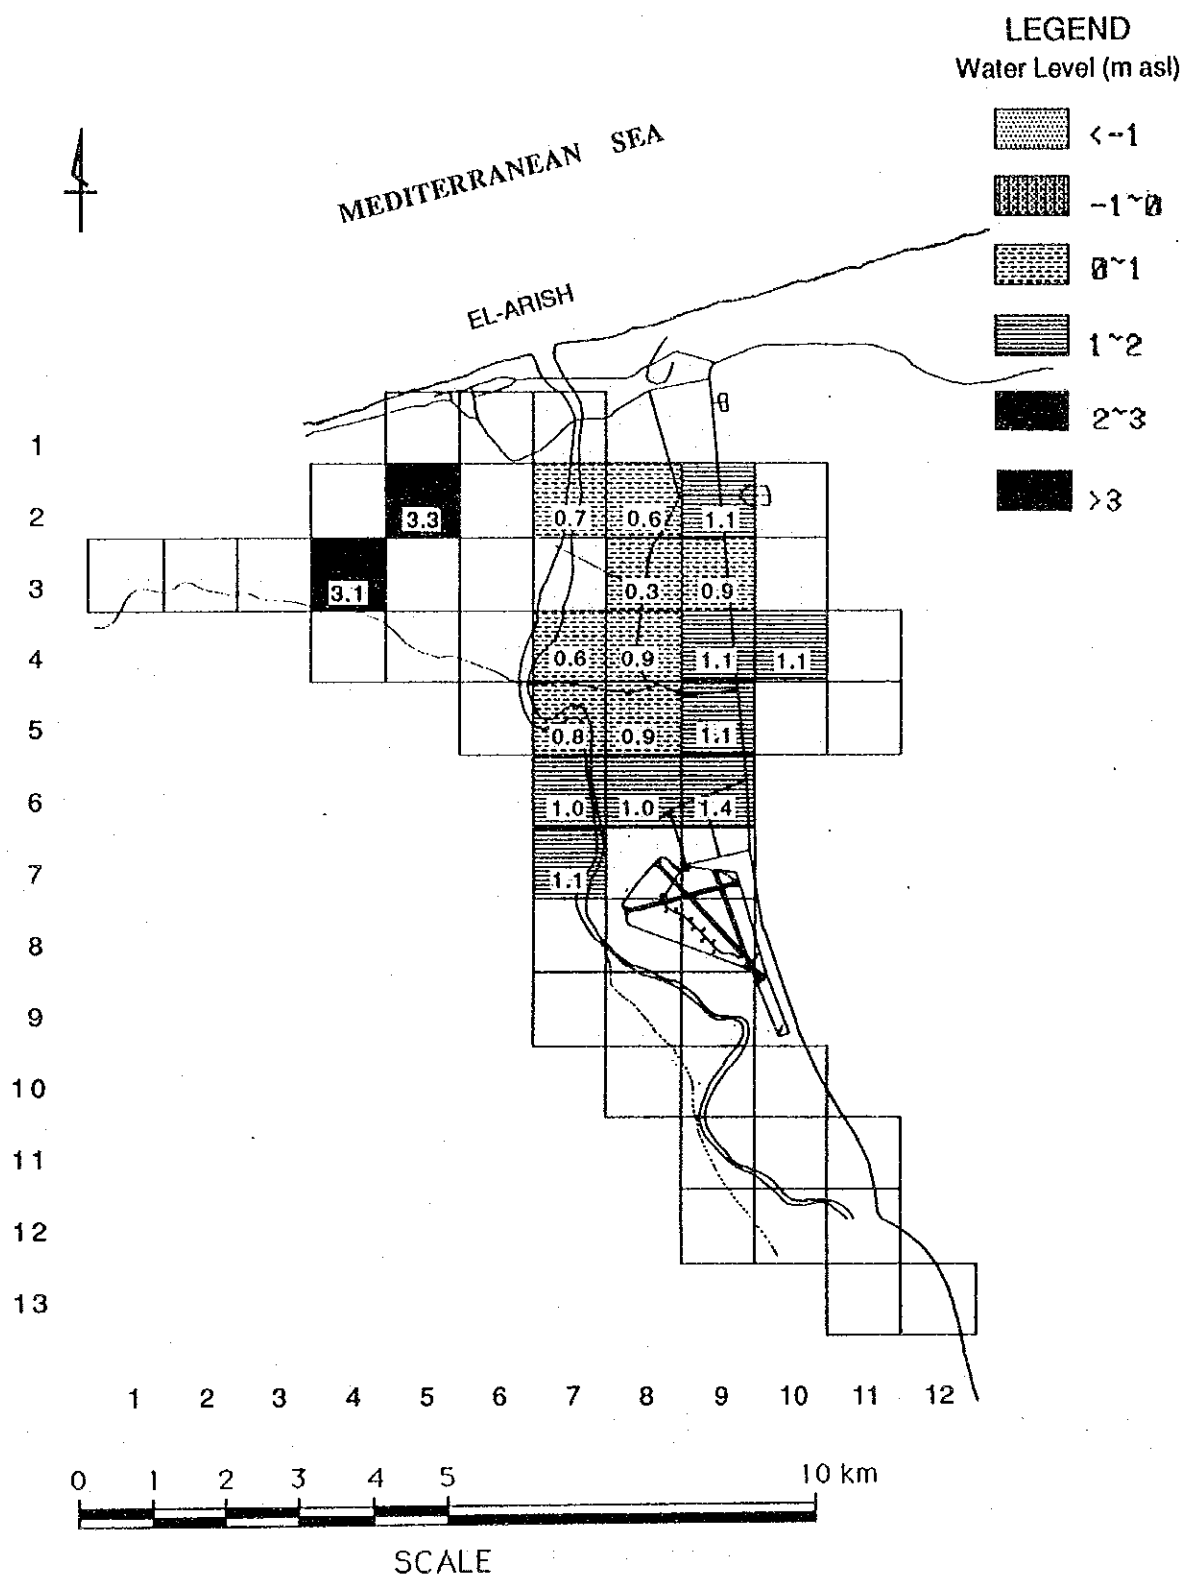 LEGEND
Water Level (m asl)
<-1
-1~0
0~1
1~2
2~3
>3
MEDITERRANEAN SEA
EL-ARISH
1
2
3.3 0.7 0.6 1.1
3
3.1 0.3 0.9
4
0.6 0.9 1.1 1.1
5
0.8 0.9 1.1
6
1.0 1.0 1.4
7
1.1
8
9
10
11
12
13
1 2 3 4 5 6 7 8 9 10 11 12
0 1 2 3 4 5 10 km
SCALE